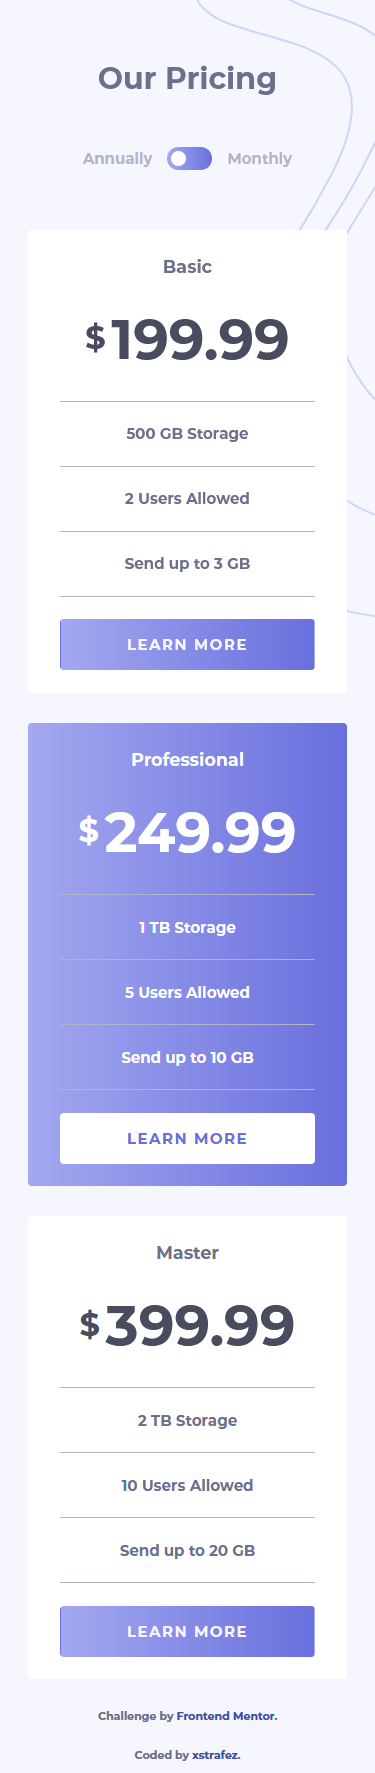 Our Pricing
Annually Monthly
Basic
$199.99
500 GB Storage
2 Users Allowed
Send up to 3 GB
LEARN MORE
Professional
$249.99
1 TB Storage
5 Users Allowed
Send up to 10 GB
LEARN MORE
Master
$399.99
2 TB Storage
10 Users Allowed
Send up to 20 GB
LEARN MORE
Challenge by Frontend Mentor.
Coded by xstrafez.